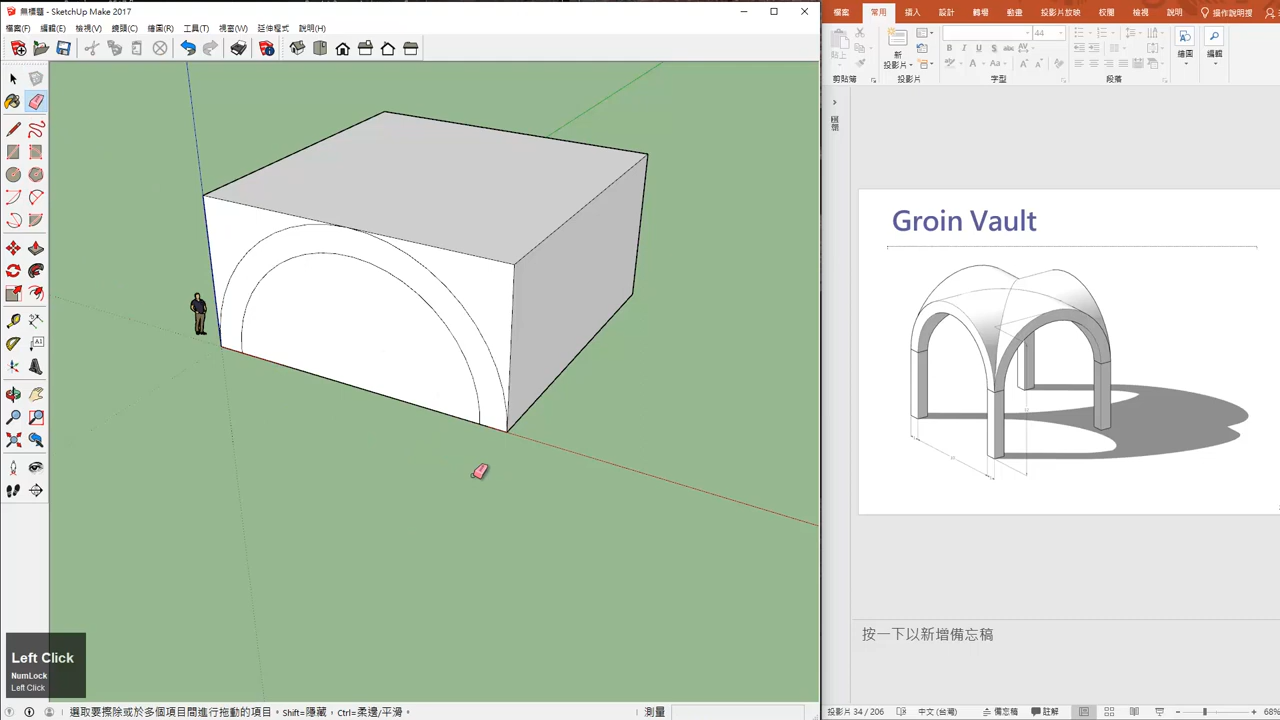 無標題 - SketchUp Make 2017
檔案(F) 編輯(E) 檢視(V) 鏡頭(C) 繪圖(R) 工具(T) 視窗(W) 延伸程式 說明(H)
檔案 常用 插入 設計 轉場 動畫 投影片放映 校閱 檢視 說明 操作說明搜
新
投影片
44
繪圖
編輯
剪貼簿
投影片
字型
段落
Groin Vault
按一下以新增備忘稿
Left Click
NumLock
Left Click
選取要擦除或於多個項目間進行拖動的項目。Shift=隱藏，Ctrl=柔邊/平滑。
測量
投影片 34 / 206
中文 (台灣)
備忘稿
註解
68%